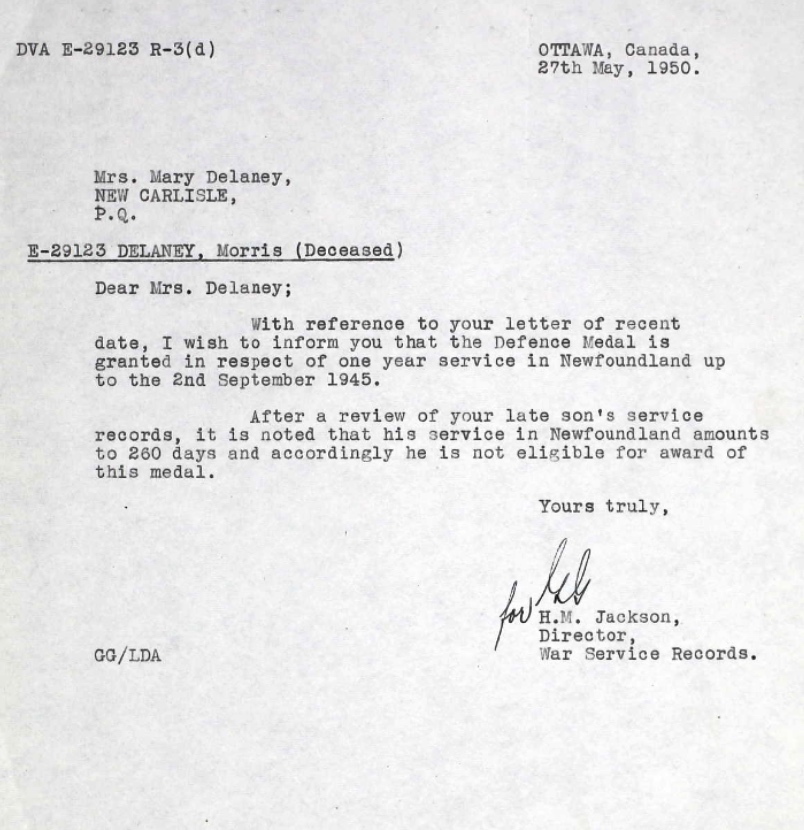 DVA E-29123 R-3(d)
OTTAWA, Canada,
27th May, 1950.
Mrs. Mary Delaney,
NEW CARLISLE,
P.Q.
E-29123 DELANEY, Morris (Deceased)
Dear Mrs. Delaney;
With reference to your letter of recent
date, I wish to inform you that the Defence Medal is
granted in respect of one year service in Newfoundland up
to the 2nd September 1945.
After a review of your late son's service
records, it is noted that his service in Newfoundland amounts
to 260 days and accordingly he is not eligible for award of
this medal.
Yours truly,
for
H.M. Jackson,
Director,
War Service Records.
GG/LDA